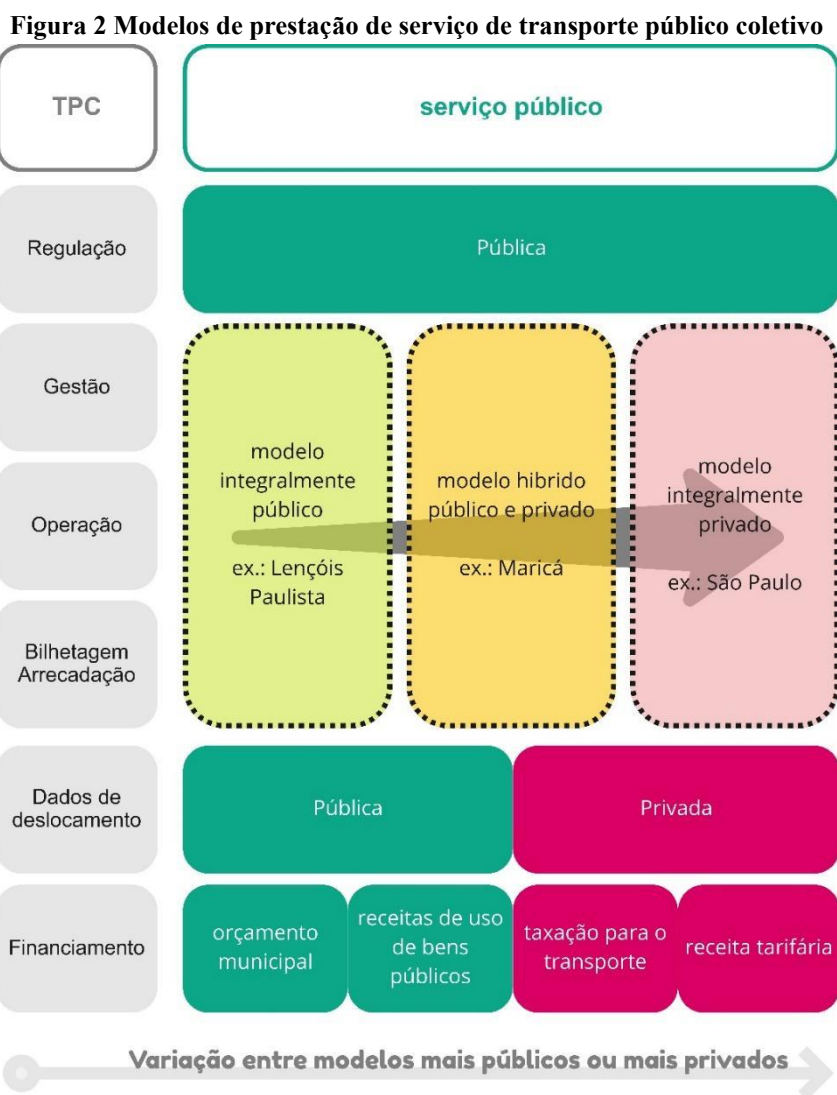 Figura 2 Modelos de prestação de serviço de transporte público coletivo
TPC
serviço público
Regulação
Pública
Gestão
Operação
Bilhetagem
Arrecadação
modelo
integralmente
público
ex.: Lençóis
Paulista
modelo hibrido
público e privado
ex.: Maricá
modelo
integralmente
privado
ex.: São Paulo
Dados de
deslocamento
Pública
Privada
Financiamento
orçamento
municipal
receitas de uso
de bens
públicos
taxação para o
transporte
receita tarifária
Variação entre modelos mais públicos ou mais privados